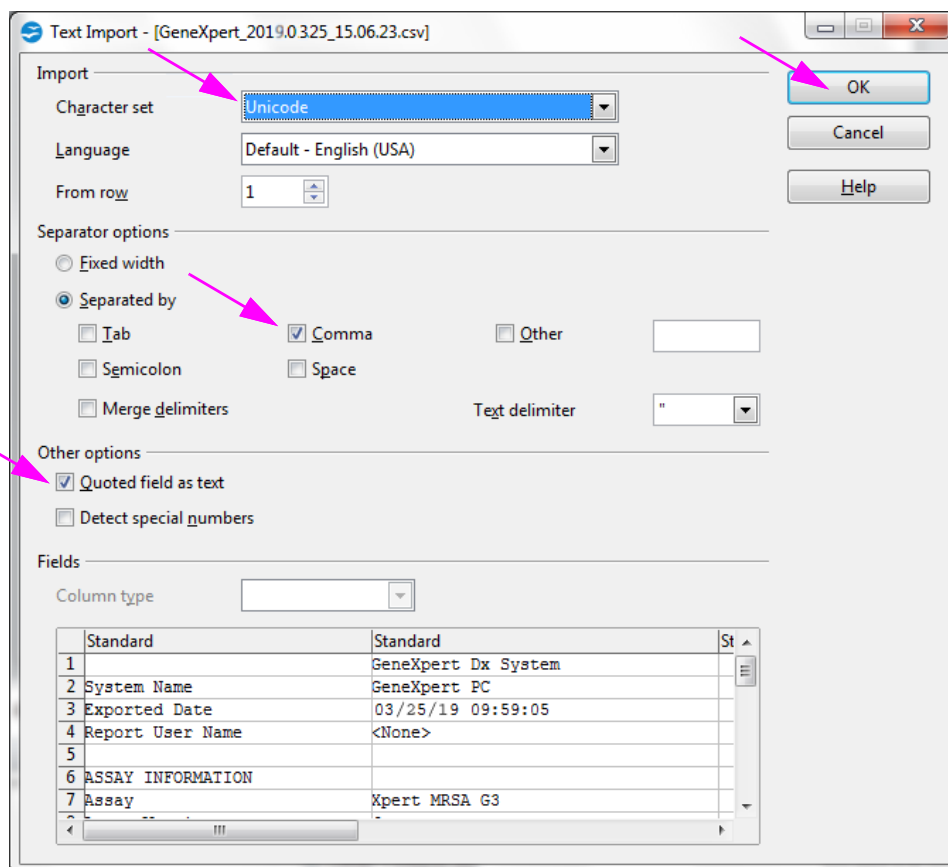 Text Import - [GeneXpert_2019.0325_15.06.23.csv]
Import
OK
Character set Unicode
Cancel
Language Default - English (USA)
From row 1
Help
Separator options
Fixed width
Separated by
Tab Comma Other
Semicolon Space
Merge delimiters Text delimiter "
Other options
Quoted field as text
Detect special numbers
Fields
Column type
Standard Standard St
1 GeneXpert Dx System
2 System Name GeneXpert PC
3 Exported Date 03/25/19 09:59:05
4 Report User Name <None>
5
6 ASSAY INFORMATION
7 Assay Xpert MRSA G3